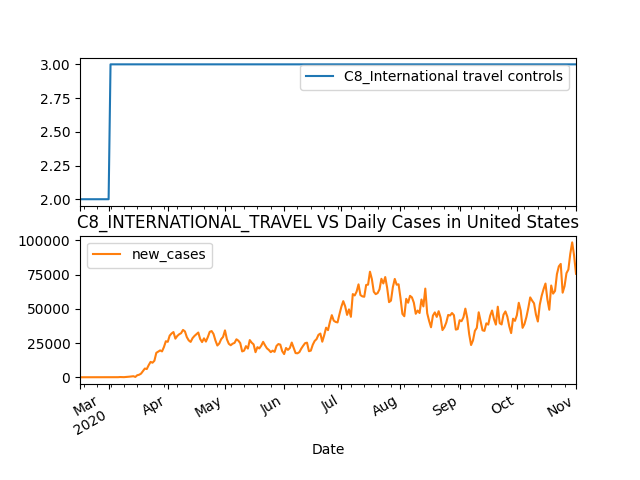 3.00
2.75
2.50
2.25
2.00
C8_International travel controls
C8_INTERNATIONAL_TRAVEL VS Daily Cases in United States
100000
75000
50000
25000
0
new_cases
Mar
2020
Apr
May
Jun
Jul
Aug
Sep
Oct
Nov
Date